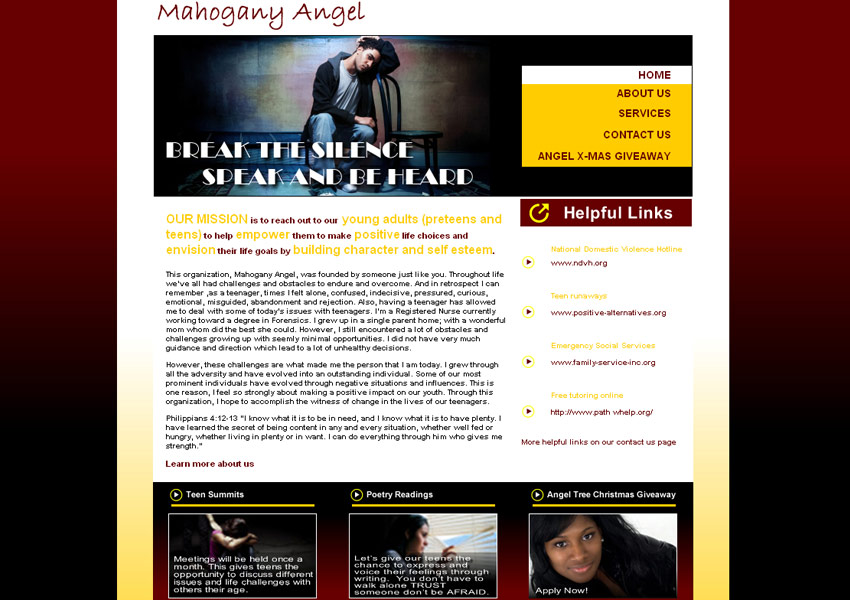 Mahogany Angel
BREAK THE SILENCE
SPEAK AND BE HEARD
HOME
ABOUT US
SERVICES
CONTACT US
ANGEL X-MAS GIVEAWAY
OUR MISSION is to reach out to our young adults (preteens and
teens) to help empower them to make positive life choices and
envision their life goals by building character and self esteem.
This organization, Mahogany Angel, was founded by someone just like you. Throughout life
we've all had challenges and obstacles to endure and overcome. And in retrospect I can
remember ,as a teenager, times I felt alone, confused, indecisive, pressured, curious,
emotional, misguided, abandonment and rejection. Also, having a teenager has allowed
me to deal with some of today's issues with teenagers. I'm a Registered Nurse currently
working toward a degree in Forensics. I grew up in a single parent home; with a wonderful
mom whom did the best she could. However, I still encountered a lot of obstacles and
challenges growing up with seemly minimal opportunities. I did not have very much
guidance and direction which lead to a lot of unhealthy decisions.
However, these challenges are what made me the person that I am today. I grew through
all the adversity and have evolved into an outstanding individual. Some of our most
prominent individuals have evolved through negative situations and influences. This is
one reason, I feel so strongly about making a positive impact on our youth. Through this
organization, I hope to accomplish the witness of change in the lives of our teenagers.
Philippians 4:12-13 "I know what it is to be in need, and I know what it is to have plenty. I
have learned the secret of being content in any and every situation, whether well fed or
hungry, whether living in plenty or in want. I can do everything through him who gives me
strength."
Learn more about us
Helpful Links
National Domestic Violence Hotline
www.ndvh.org
Teen runaways
www.positive-alternatives.org
Emergency Social Services
www.family-service-inc.org
Free tutoring online
http://www.path whelp.org/
More helpful links on our contact us page
Teen Summits
Meetings will be held once a
month. This gives teens the
opportunity to discuss different
issues and life challenges with
others their age.
Poetry Readings
Let's give our teens the
chance to express and
voice their feelings through
writing. You don't have to
walk alone TRUST
someone don't be AFRAID.
Angel Tree Christmas Giveaway
Apply Now!